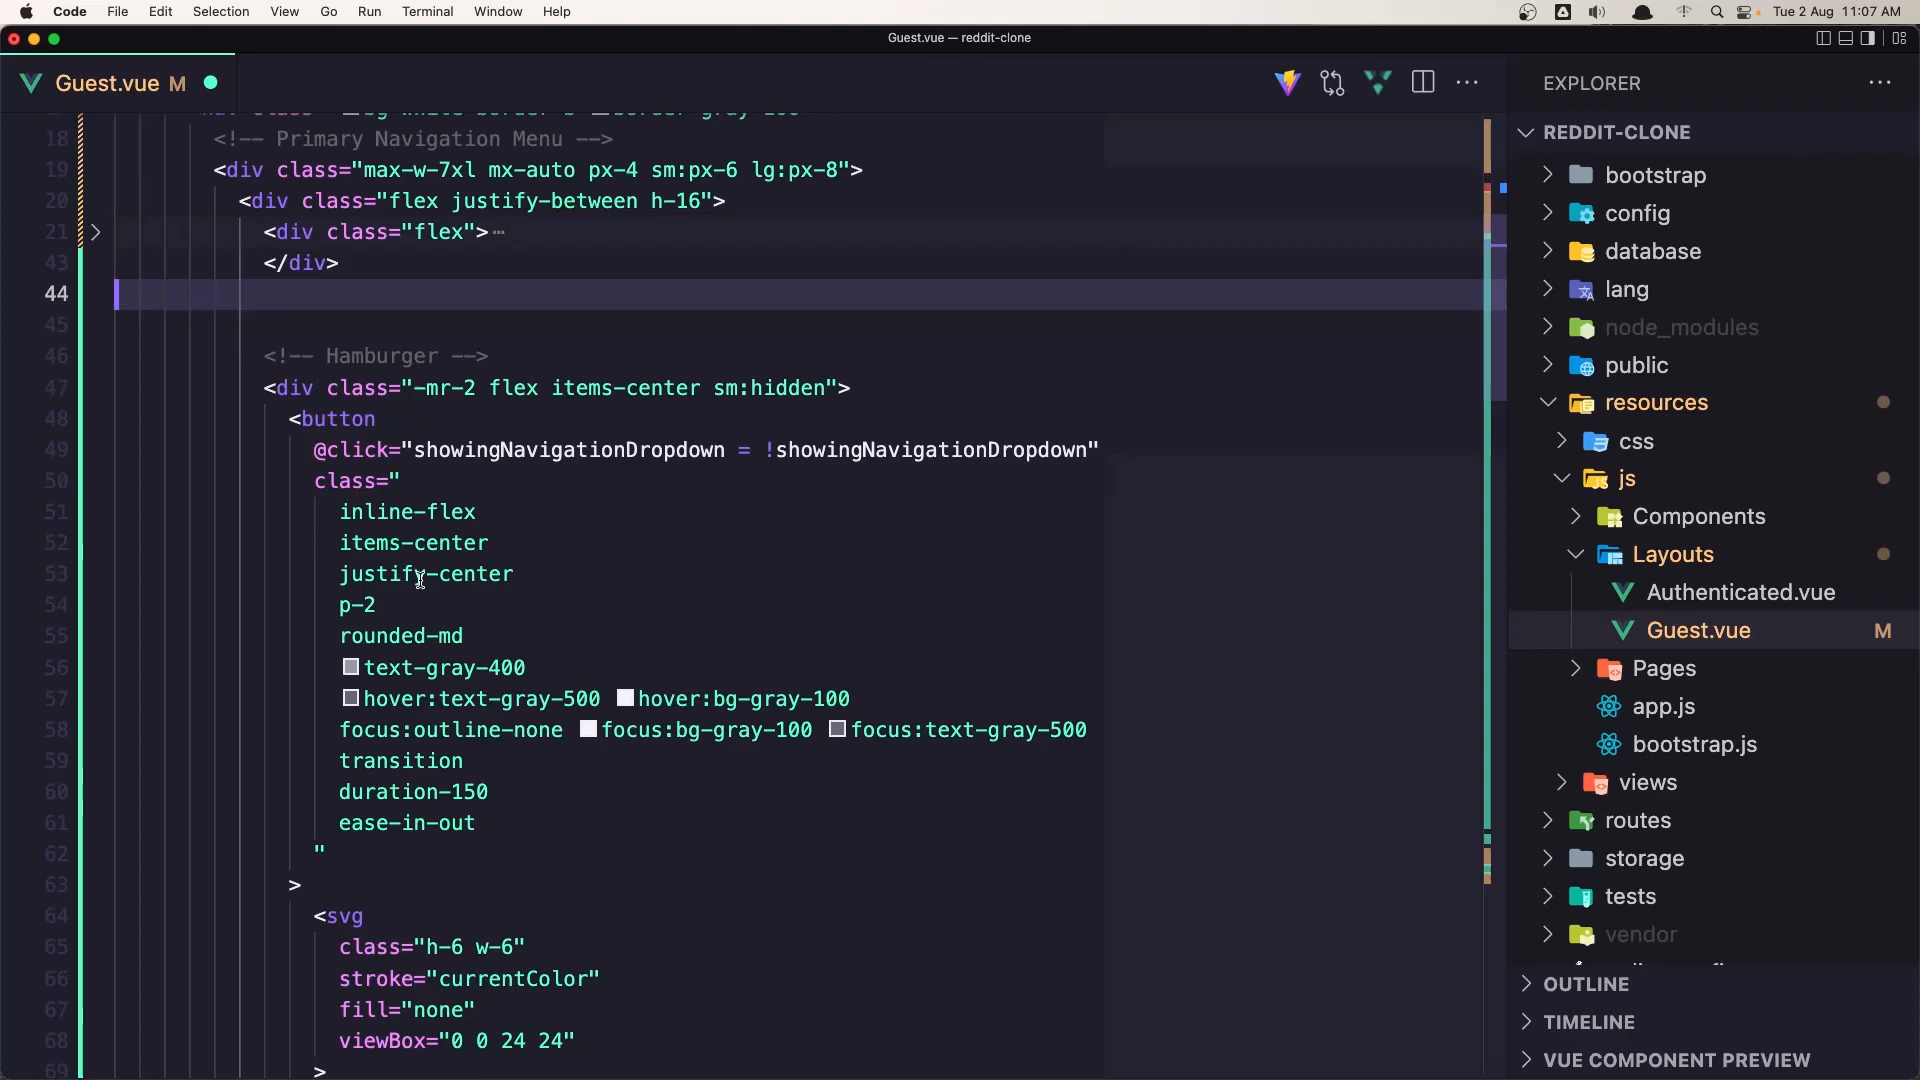 Code File Edit Selection View Go Run Terminal Window Help
Tue 2 Aug 11:07 AM
Guest.vue — reddit-clone
Guest.vue M
18 <!-- Primary Navigation Menu -->
19 <div class="max-w-7xl mx-auto px-4 sm:px-6 lg:px-8">
20 <div class="flex justify-between h-16">
21 <div class="flex">⋯
43 </div>
44
45
46 <!-- Hamburger -->
47 <div class="-mr-2 flex items-center sm:hidden">
48 <button
49 @click="showingNavigationDropdown = !showingNavigationDropdown"
50 class="
51 inline-flex
52 items-center
53 justify-center
54 p-2
55 rounded-md
56 text-gray-400
57 hover:text-gray-500 hover:bg-gray-100
58 focus:outline-none focus:bg-gray-100 focus:text-gray-500
59 transition
60 duration-150
61 ease-in-out
62 "
63 >
64 <svg
65 class="h-6 w-6"
66 stroke="currentColor"
67 fill="none"
68 viewBox="0 0 24 24"
69 >
EXPLORER
REDDIT-CLONE
bootstrap
config
database
lang
node_modules
public
resources
css
js
Components
Layouts
Authenticated.vue
Guest.vue M
Pages
app.js
bootstrap.js
views
routes
storage
tests
vendor
OUTLINE
TIMELINE
VUE COMPONENT PREVIEW